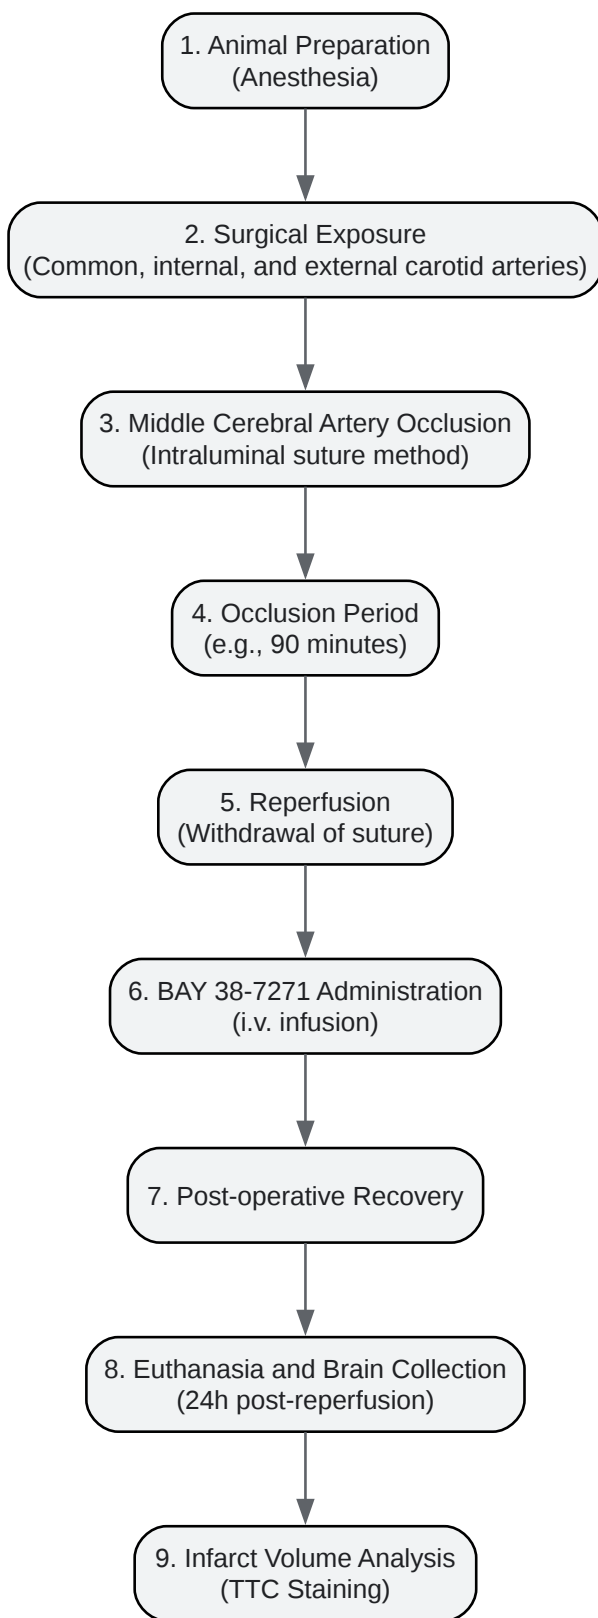 1. Animal Preparation
(Anesthesia)
2. Surgical Exposure
(Common, internal, and external carotid arteries)
3. Middle Cerebral Artery Occlusion
(Intraluminal suture method)
4. Occlusion Period
(e.g., 90 minutes)
5. Reperfusion
(Withdrawal of suture)
6. BAY 38-7271 Administration
(i.v. infusion)
7. Post-operative Recovery
8. Euthanasia and Brain Collection
(24h post-reperfusion)
9. Infarct Volume Analysis
(TTC Staining)